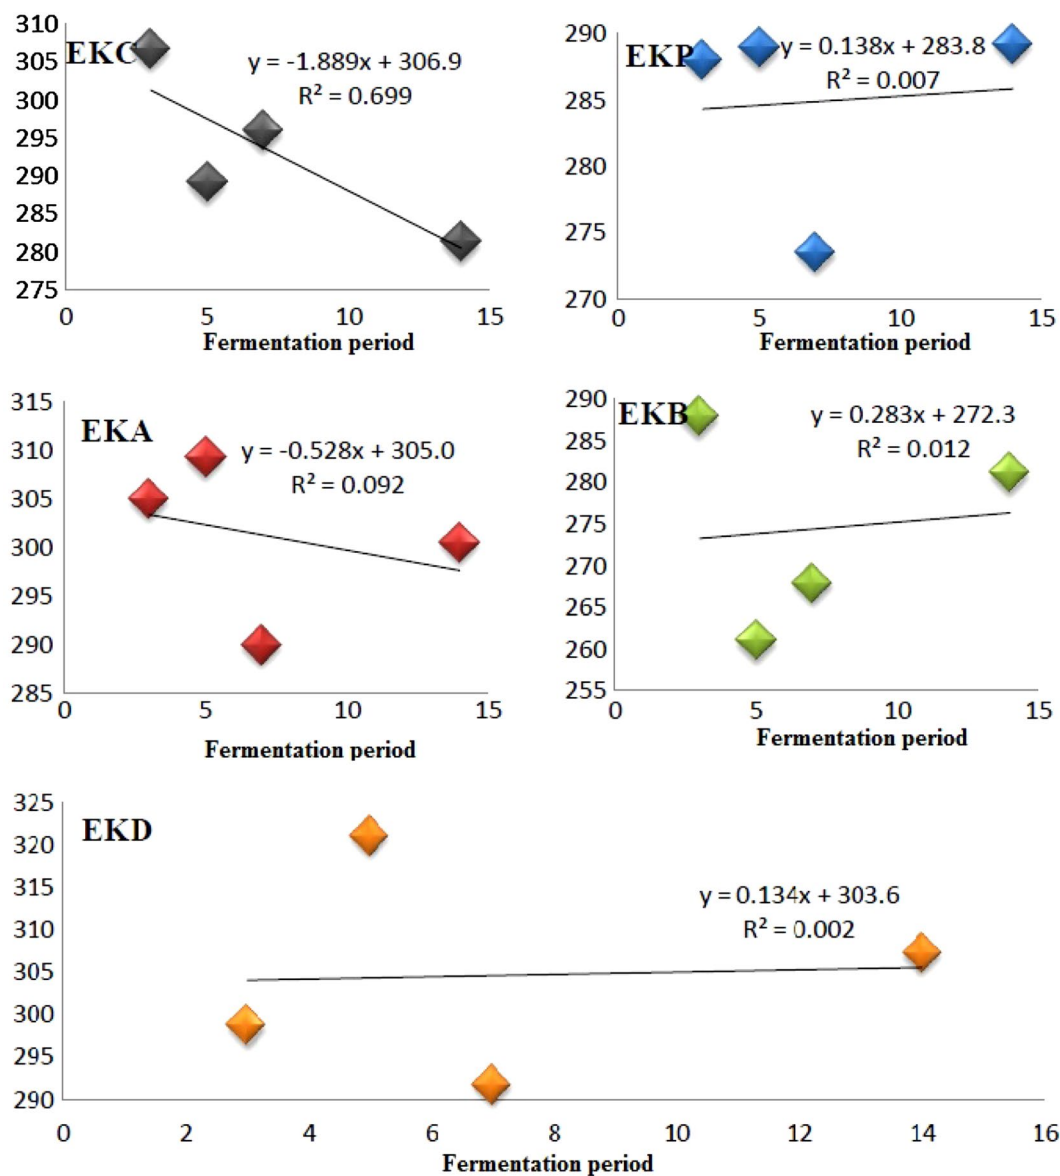 310
305
300
295
290
285
280
275
EKC
y = -1.889x + 306.9
R² = 0.699
0 5 10 15
Fermentation period
290
285
280
275
270
EKP
y = 0.138x + 283.8
R² = 0.007
0 5 10 15
Fermentation period
315
310
305
300
295
290
285
EKA
y = -0.528x + 305.0
R² = 0.092
0 5 10 15
Fermentation period
290
285
280
275
270
265
260
255
EKB
y = 0.283x + 272.3
R² = 0.012
0 5 10 15
Fermentation period
325
320
315
310
305
300
295
290
EKD
y = 0.134x + 303.6
R² = 0.002
0 2 4 6 8 10 12 14 16
Fermentation period